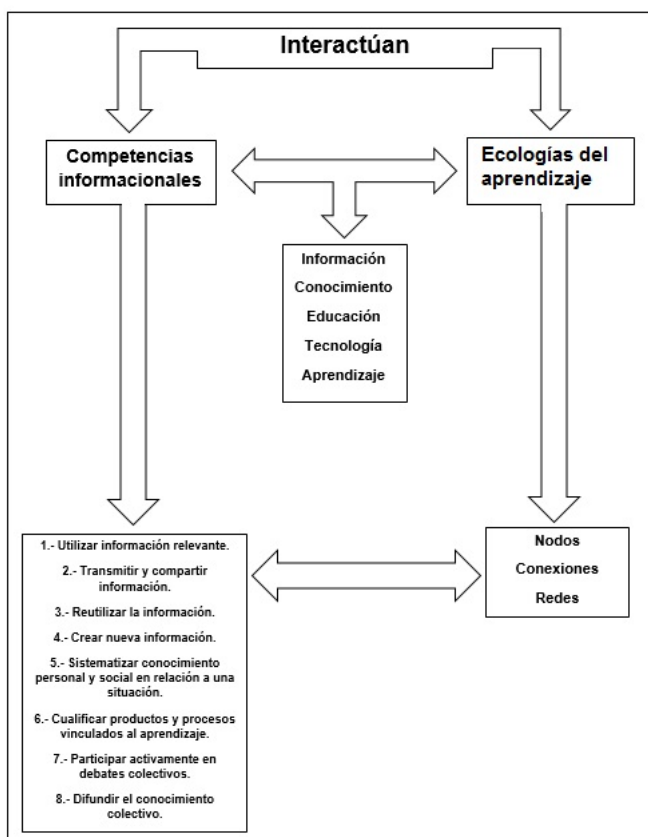 Interactúan
Competencias
informacionales
Ecologías del
aprendizaje
Información
Conocimiento
Educación
Tecnología
Aprendizaje
1.- Utilizar información relevante.
2.- Transmitir y compartir
información.
3.- Reutilizar la información.
4.- Crear nueva información.
5.- Sistematizar conocimiento
personal y social en relación a una
situación.
6.- Cualificar productos y procesos
vinculados al aprendizaje.
7.- Participar activamente en
debates colectivos.
8.- Difundir el conocimiento
colectivo.
Nodos
Conexiones
Redes